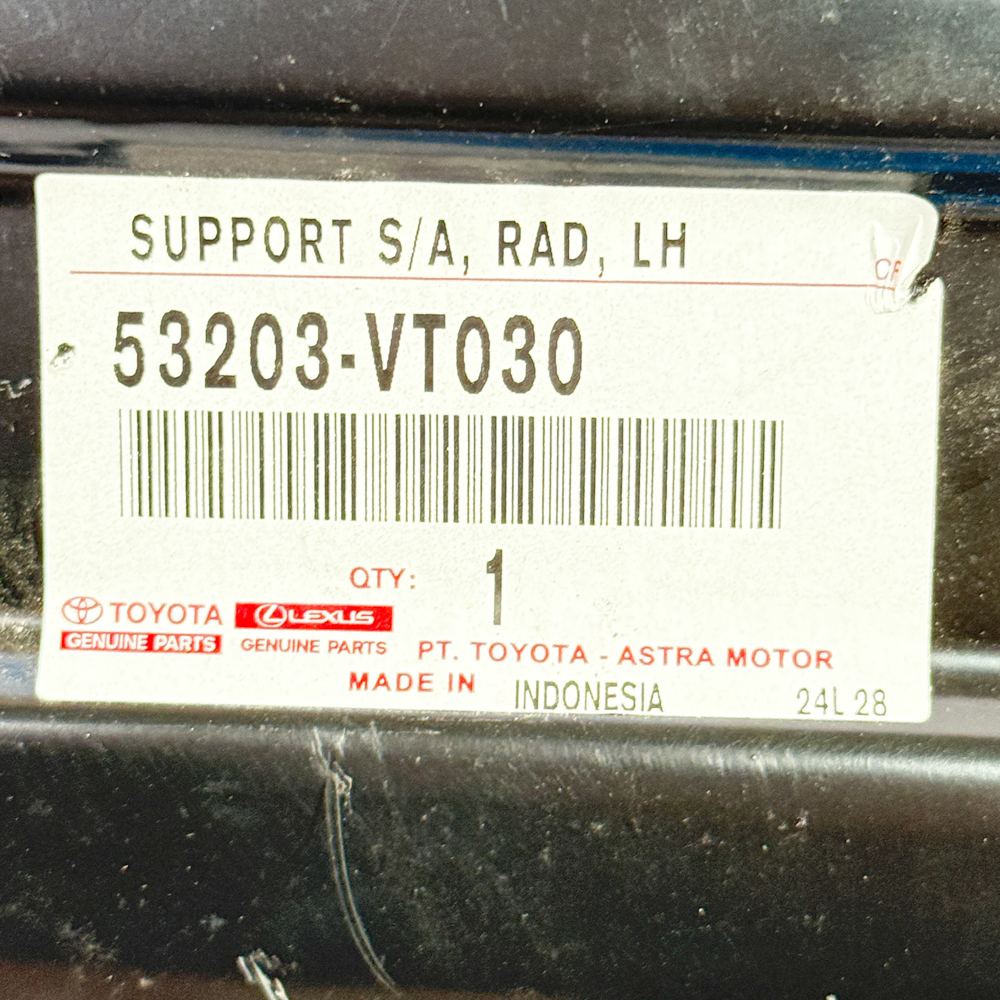 SUPPORT S/A, RAD, LH
53203-VT030
QTY: 1
TOYOTA LEXUS
GENUINE PARTS GENUINE PARTS
PT. TOYOTA - ASTRA MOTOR
MADE IN INDONESIA 24L 28